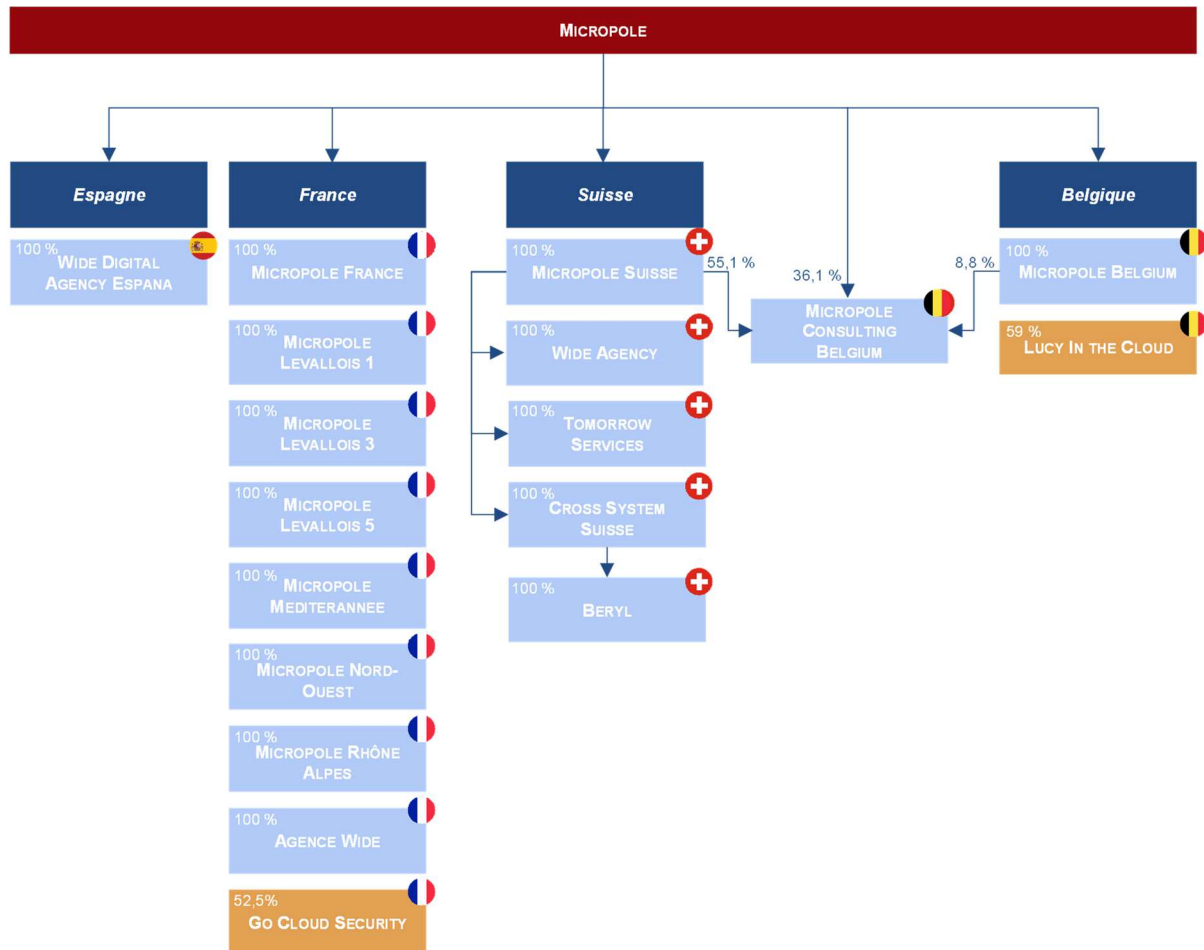 MICROPOLE
Espagne
France
Suisse
Belgique
100 %
WIDE DIGITAL
AGENCY ESPANA
100 %
MICROPOLE FRANCE
100 %
MICROPOLE
LEVALLOIS 1
100 %
MICROPOLE
LEVALLOIS 3
100 %
MICROPOLE
LEVALLOIS 5
100 %
MICROPOLE
MEDITERANNEE
100 %
MICROPOLE NORD-
OUEST
100 %
MICROPOLE RHÔNE
ALPES
100 %
AGENCE WIDE
52,5%
GO CLOUD SECURITY
100 %
MICROPOLE SUISSE
100 %
WIDE AGENCY
100 %
TOMORROW
SERVICES
100 %
CROSS SYSTEM
SUISSE
100 %
BERYL
55,1 %
36,1 %
8,8 %
MICROPOLE
CONSULTING
BELGIUM
100 %
MICROPOLE BELGIUM
59 %
LUCY IN THE CLOUD